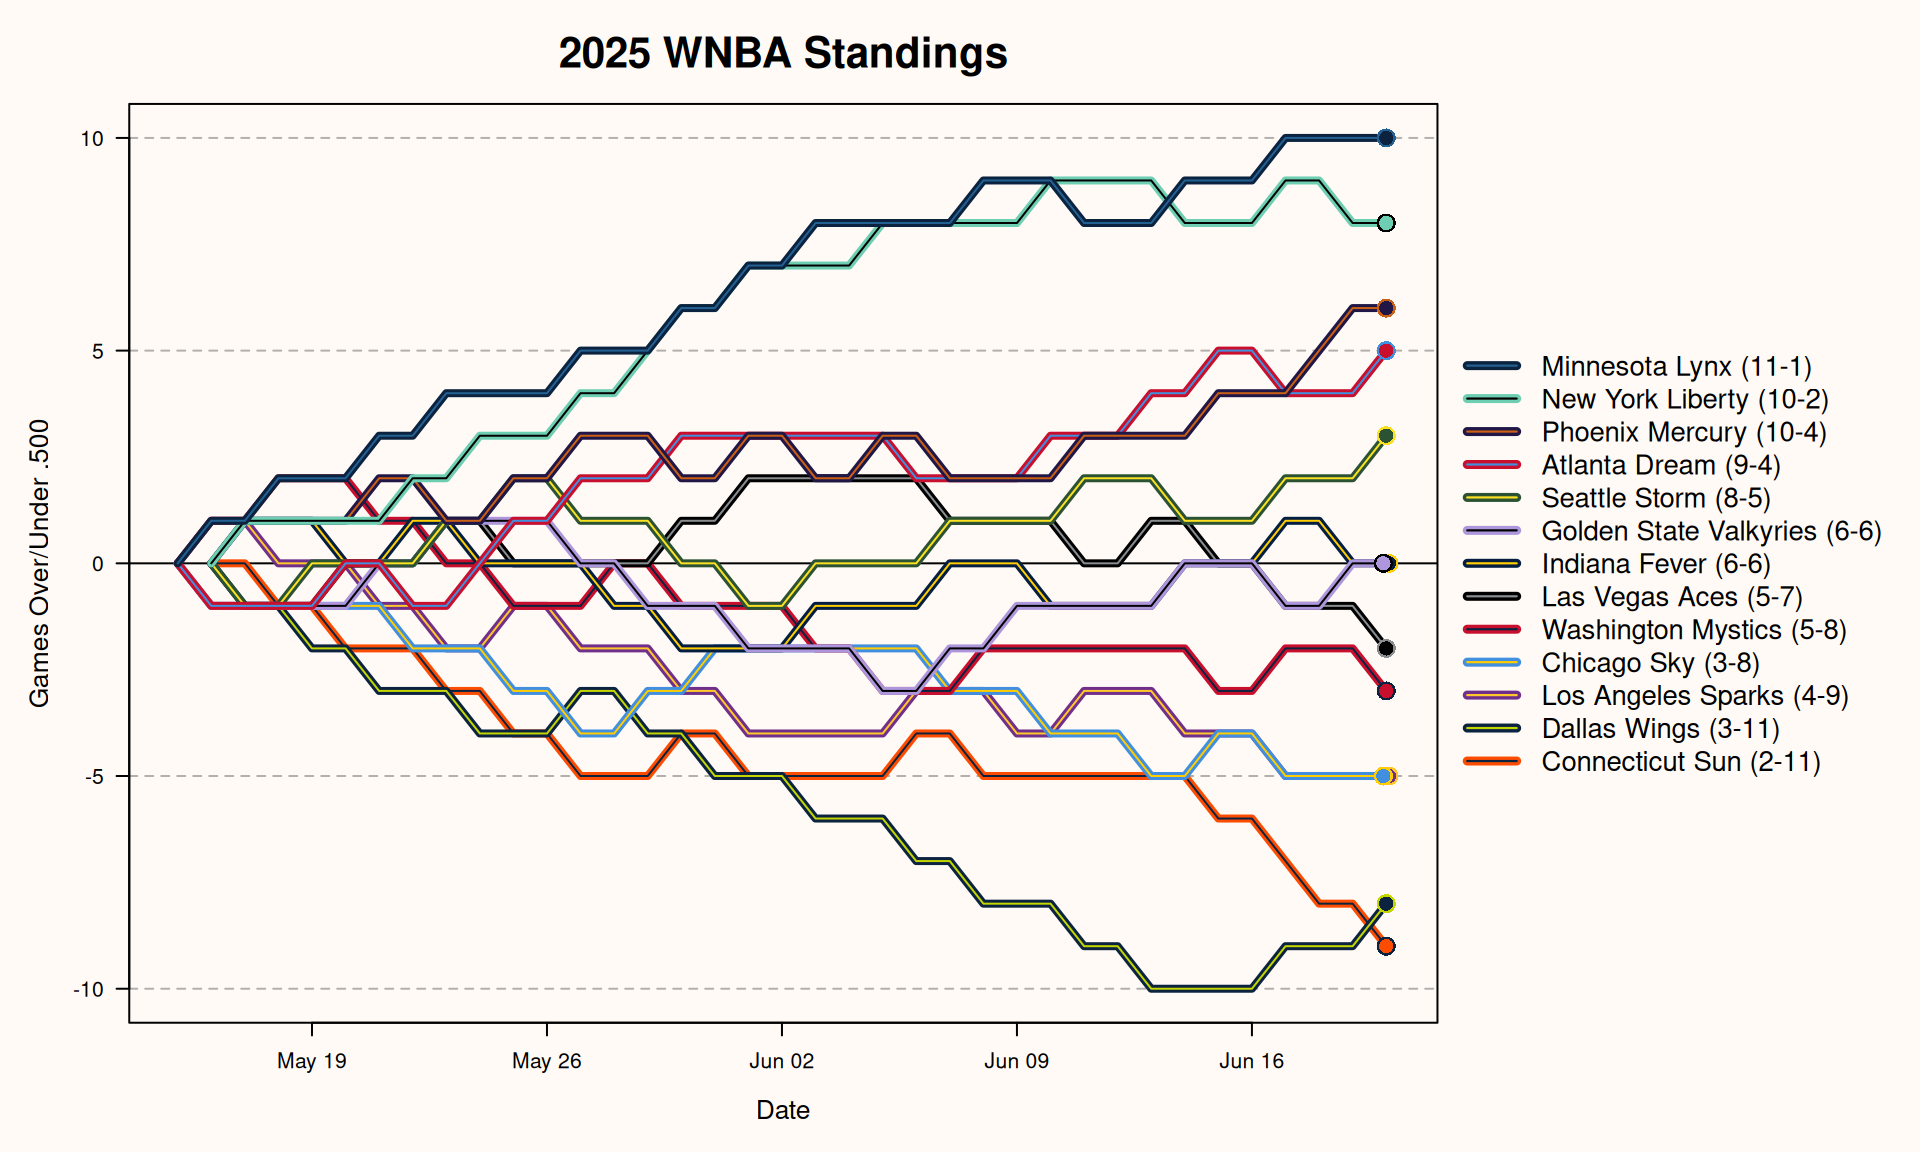 2025 WNBA Standings
Games Over/Under .500
10
5
0
-5
-10
May 19
May 26
Jun 02
Jun 09
Jun 16
Date
Minnesota Lynx (11-1)
New York Liberty (10-2)
Phoenix Mercury (10-4)
Atlanta Dream (9-4)
Seattle Storm (8-5)
Golden State Valkyries (6-6)
Indiana Fever (6-6)
Las Vegas Aces (5-7)
Washington Mystics (5-8)
Chicago Sky (3-8)
Los Angeles Sparks (4-9)
Dallas Wings (3-11)
Connecticut Sun (2-11)